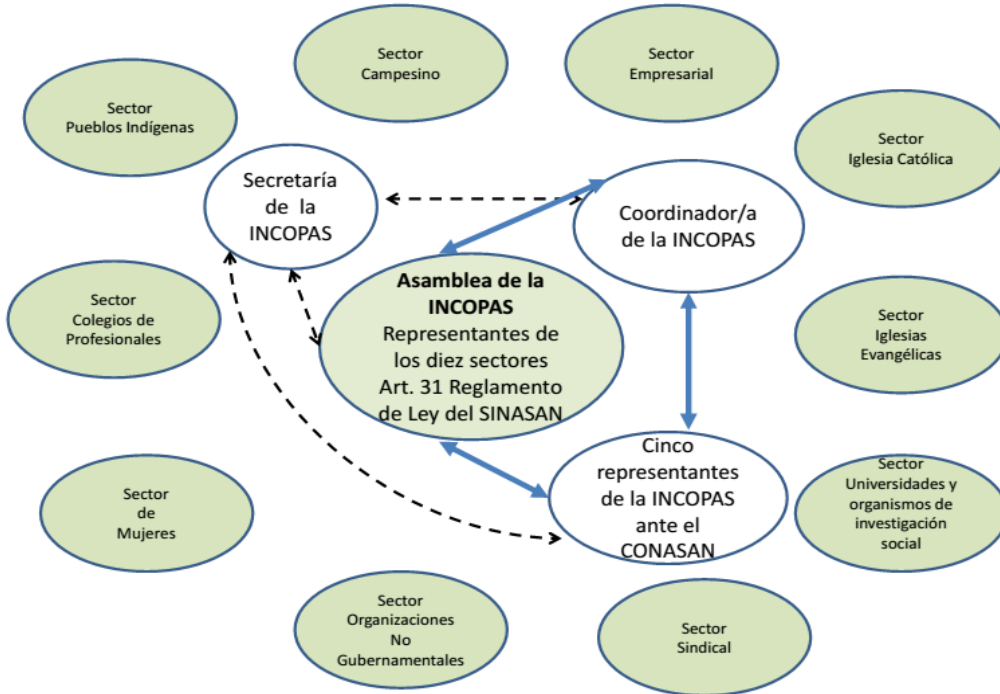 Sector
Campesino
Sector
Empresarial
Sector
Pueblos Indígenas
Sector
Iglesia Católica
Secretaría
de la
INCOPAS
Coordinador/a
de la INCOPAS
Asamblea de la
INCOPAS
Representantes de
los diez sectores
Art. 31 Reglamento
de Ley del SINASAN
Sector
Colegios de
Profesionales
Sector
Iglesias
Evangélicas
Cinco
representantes
de la INCOPAS
ante el
CONASAN
Sector
Universidades y
organismos de
investigación
social
Sector
de
Mujeres
Sector
Organizaciones
No
Gubernamentales
Sector
Sindical